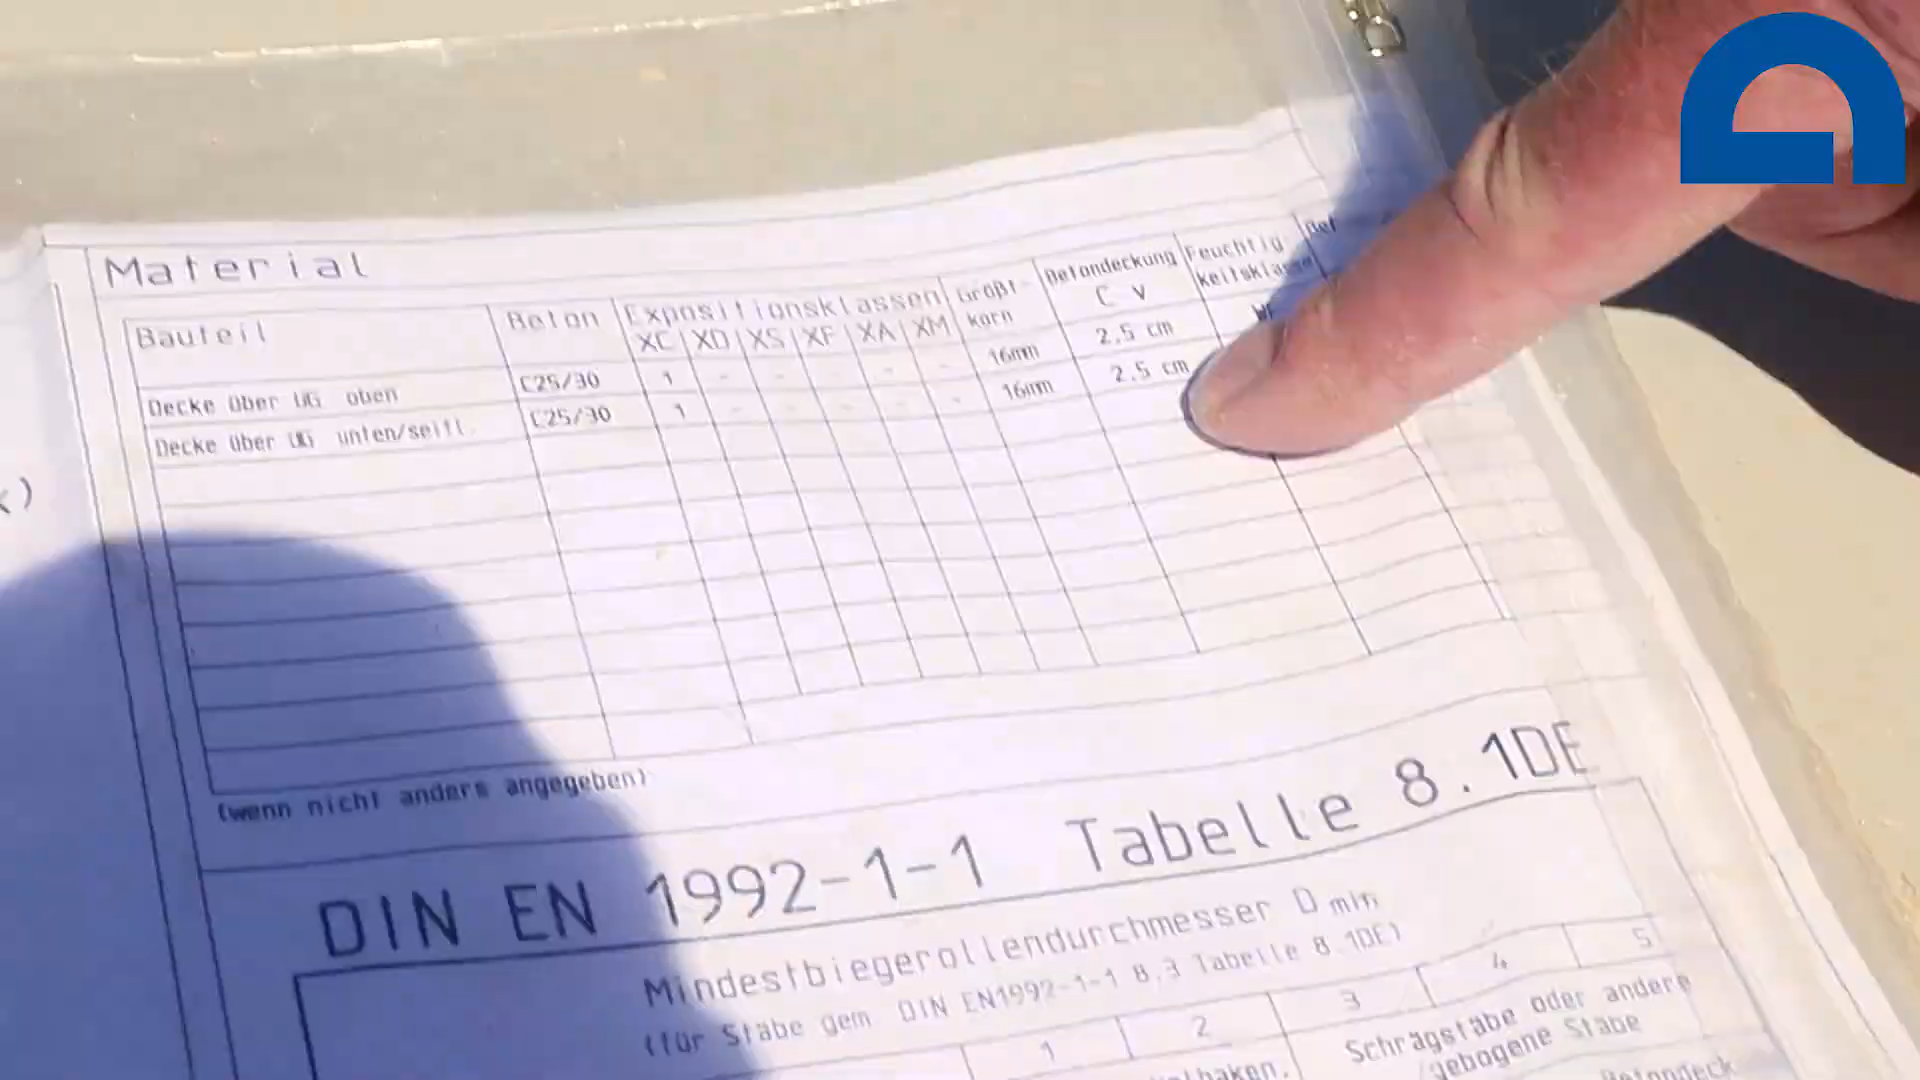 Material
Bauteil Beton Expositionsklassen Größt- korn Betondeckung C v Feuchtig keitsklasse
XC XD XS XF XA XM
Decke über UG oben C25/30 1 - - - - - 16mm 2,5 cm
Decke über UG unten/seitl. C25/30 1 - - - - - 16mm 2,5 cm
(wenn nicht anders angegeben)
DIN EN 1992-1-1 Tabelle 8.1DE
Mindestbiegerollendurchmesser D min
(für Stäbe gem. DIN EN1992-1-1 8.3 Tabelle 8.1DE)
1 2 3 4 5
Schrägstäbe oder andere
gebogene Stäbe